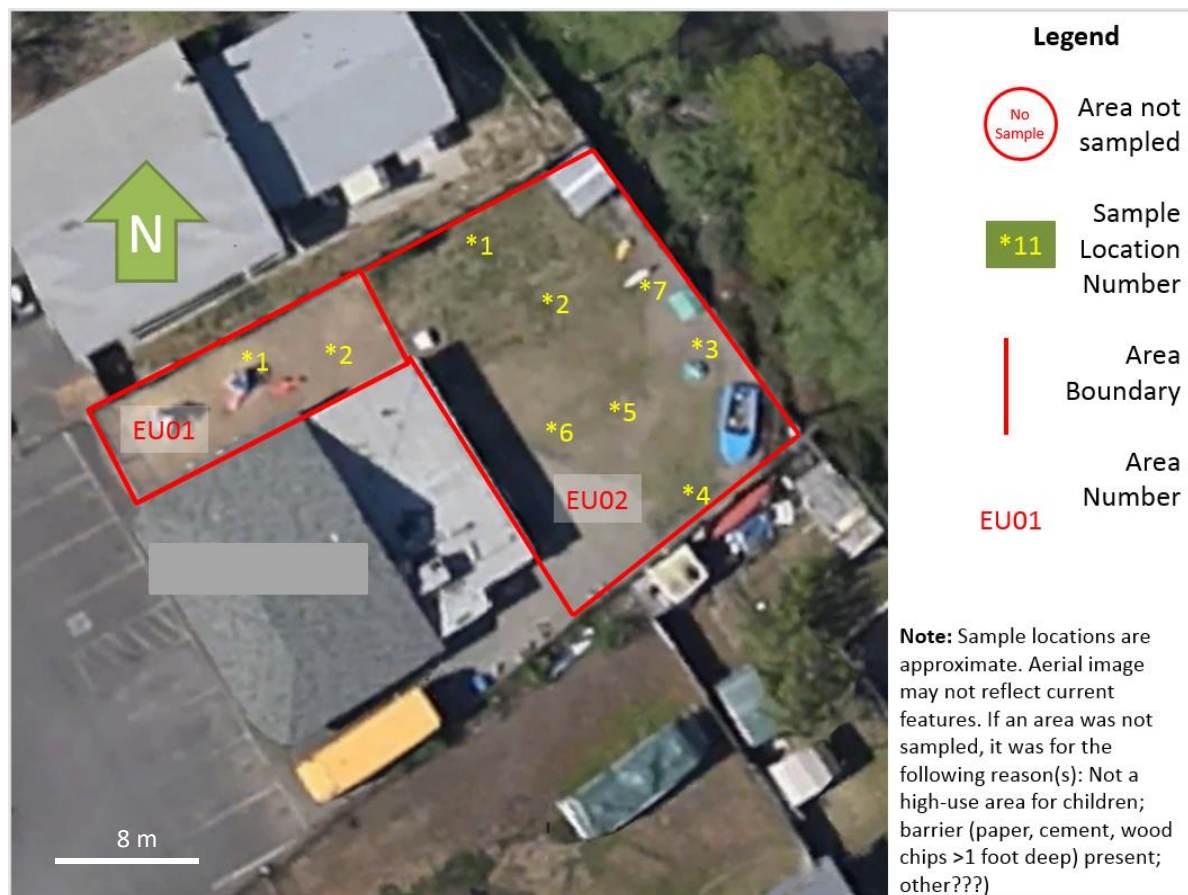 N
*1
*2
*7
*3
*1
*2
*5
*6
EU01
EU02
*4
8 m
Legend
No
Sample
Area not
sampled
*11
Sample
Location
Number
Area
Boundary
EU01
Area
Number
Note: Sample locations are
approximate. Aerial image
may not reflect current
features. If an area was not
sampled, it was for the
following reason(s): Not a
high-use area for children;
barrier (paper, cement, wood
chips >1 foot deep) present;
other???)